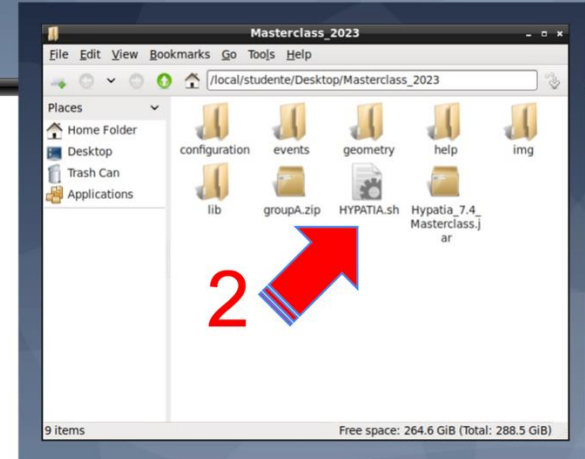 Masterclass_2023
File Edit View Bookmarks Go Tools Help
/local/studente/Desktop/Masterclass_2023
Places
Home Folder
Desktop
Trash Can
Applications
configuration events geometry help img
lib groupA.zip HYPATIA.sh Hypatia_7.4_
Masterclass.j
ar
2
9 items Free space: 264.6 GiB (Total: 288.5 GiB)